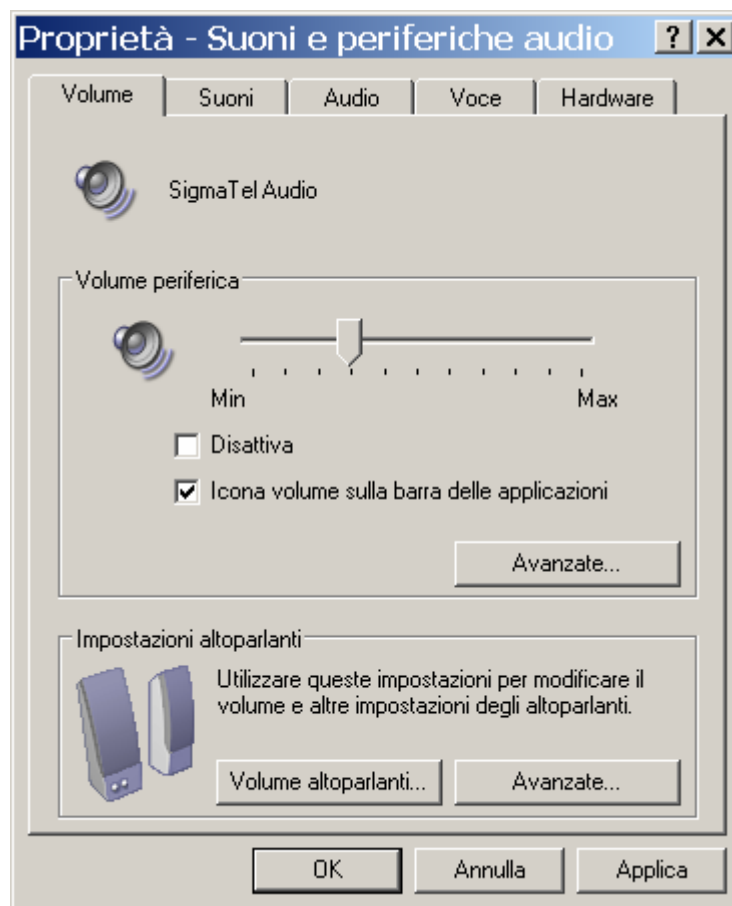 Proprietà - Suoni e periferiche audio
Volume Suoni Audio Voce Hardware
SigmaTel Audio
Volume periferica
Min Max
Disattiva
Icona volume sulla barra delle applicazioni
Avanzate...
Impostazioni altoparlanti
Utilizzare queste impostazioni per modificare il
volume e altre impostazioni degli altoparlanti.
Volume altoparlanti... Avanzate...
OK Annulla Applica